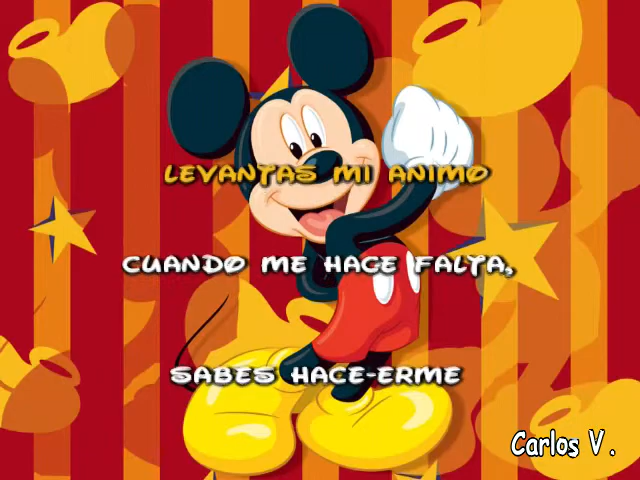 LEVANTAS MI ANIMO
CUANDO ME HACE FALTA,
SABES HACE-ERME
Carlos V.